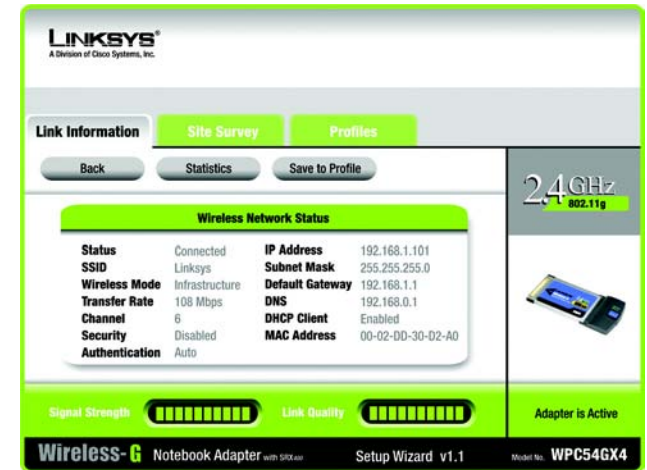 LINKSYS®
A Division of Cisco Systems, Inc.
Link Information
Site Survey
Profiles
Back
Statistics
Save to Profile
2.4GHz
802.11g
Wireless Network Status
Status Connected IP Address 192.168.1.101
SSID Linksys Subnet Mask 255.255.255.0
Wireless Mode Infrastructure Default Gateway 192.168.1.1
Transfer Rate 108 Mbps DNS 192.168.0.1
Channel 6 DHCP Client Enabled
Security Disabled MAC Address 00-02-DD-30-D2-A0
Authentication Auto
Signal Strength
Link Quality
Adapter is Active
Wireless-G Notebook Adapter with SRX400 Setup Wizard v1.1 Model No. WPC54GX4